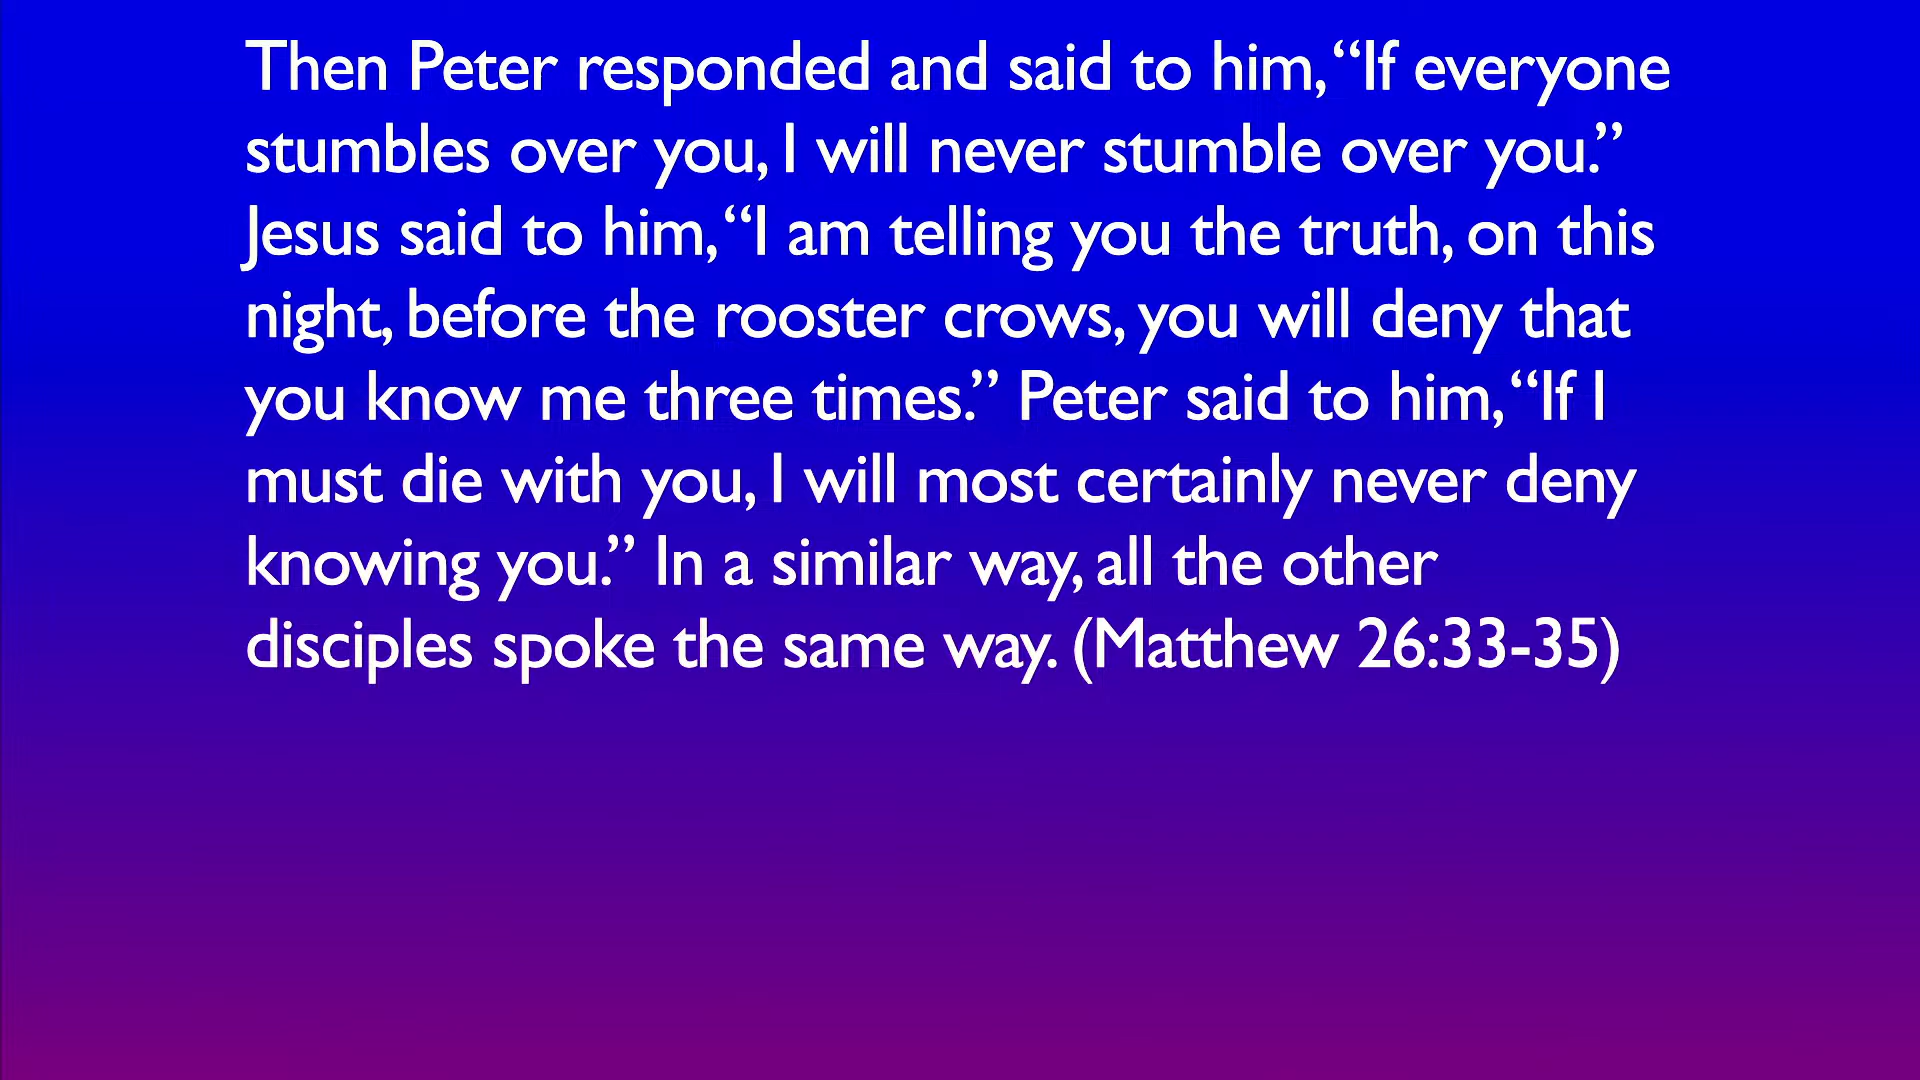 Then Peter responded and said to him, “If everyone
stumbles over you, I will never stumble over you.”
Jesus said to him, “I am telling you the truth, on this
night, before the rooster crows, you will deny that
you know me three times.” Peter said to him, “If I
must die with you, I will most certainly never deny
knowing you.” In a similar way, all the other
disciples spoke the same way. (Matthew 26:33-35)